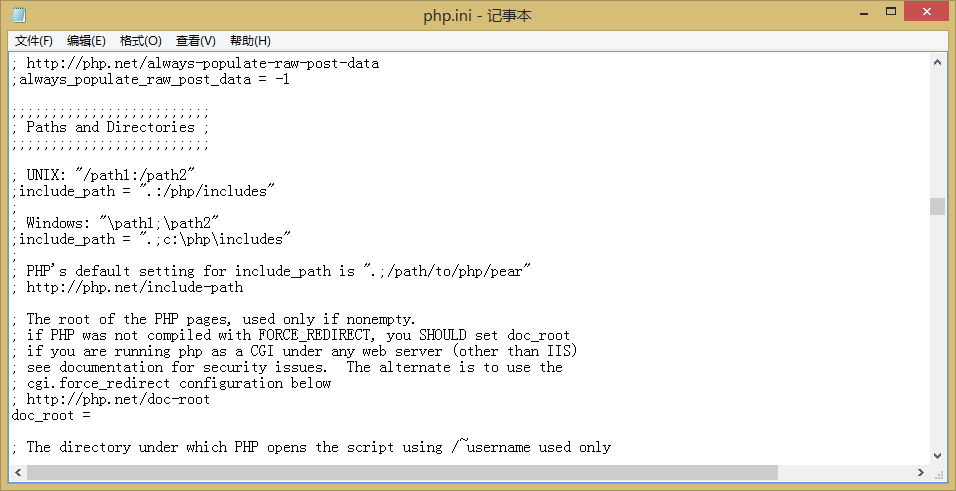 php.ini - 记事本
文件(F) 编辑(E) 格式(O) 查看(V) 帮助(H)
; http://php.net/always-populate-raw-post-data
;always_populate_raw_post_data = -1
;;;;;;;;;;;;;;;;;;;;;;;;;
; Paths and Directories ;
;;;;;;;;;;;;;;;;;;;;;;;;;
; UNIX: "/path1:/path2"
;include_path = ".:/php/includes"
;
; Windows: "\path1;\path2"
;include_path = ".;c:\php\includes"
;
; PHP's default setting for include_path is ".;/path/to/php/pear"
; http://php.net/include-path
; The root of the PHP pages, used only if nonempty.
; if PHP was not compiled with FORCE_REDIRECT, you SHOULD set doc_root
; if you are running php as a CGI under any web server (other than IIS)
; see documentation for security issues.  The alternate is to use the
; cgi.force_redirect configuration below
; http://php.net/doc-root
doc_root =
; The directory under which PHP opens the script using /~username used only